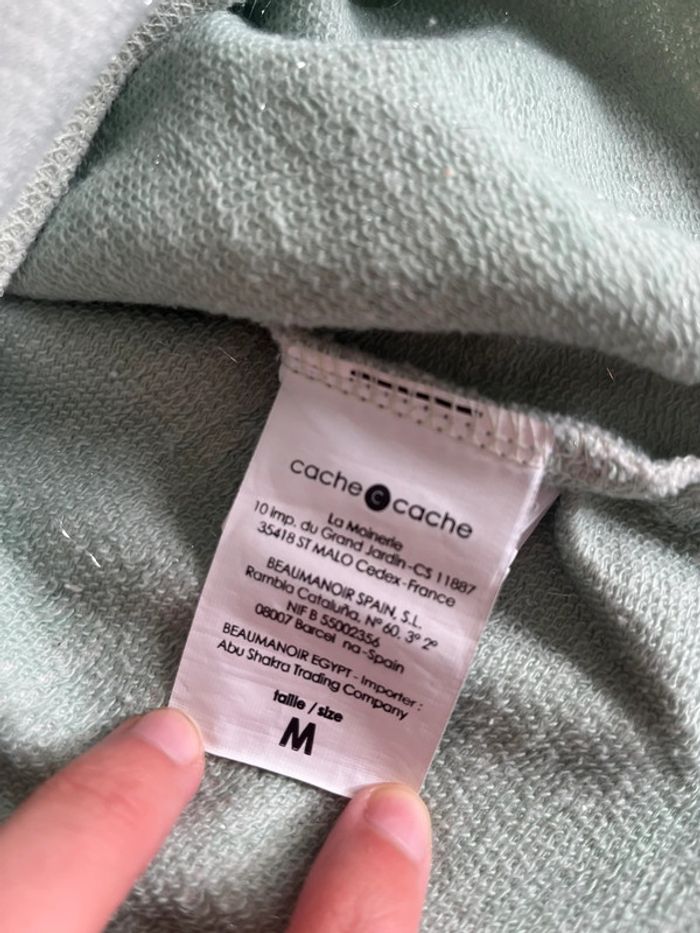 cache c cache
La Moinerie
10 imp. du Grand Jardin-CS 11887
35418 ST MALO Cedex-France
BEAUMANOIR SPAIN, S.L.
Rambla Cataluña, Nº 60, 3º 2º
NIF B 55002356
08007 Barcel na-Spain
BEAUMANOIR EGYPT - Importer :
Abu Shakra Trading Company
taille / size
M